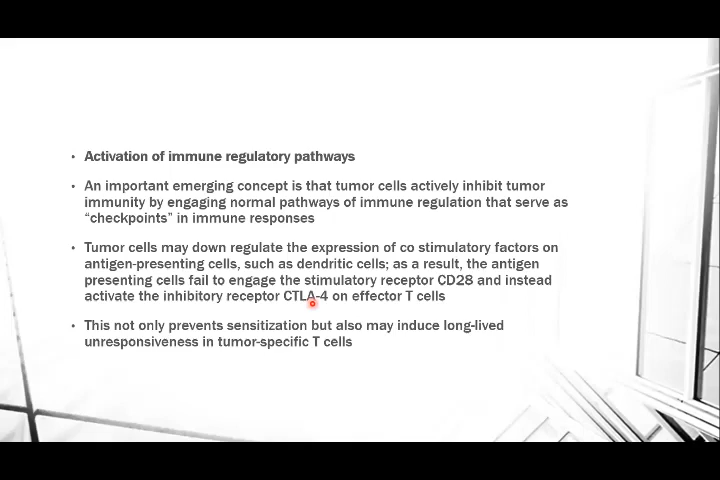 • Activation of immune regulatory pathways
• An important emerging concept is that tumor cells actively inhibit tumor
immunity by engaging normal pathways of immune regulation that serve as
“checkpoints” in immune responses
• Tumor cells may down regulate the expression of co stimulatory factors on
antigen-presenting cells, such as dendritic cells; as a result, the antigen
presenting cells fail to engage the stimulatory receptor CD28 and instead
activate the inhibitory receptor CTLA-4 on effector T cells
• This not only prevents sensitization but also may induce long-lived
unresponsiveness in tumor-specific T cells